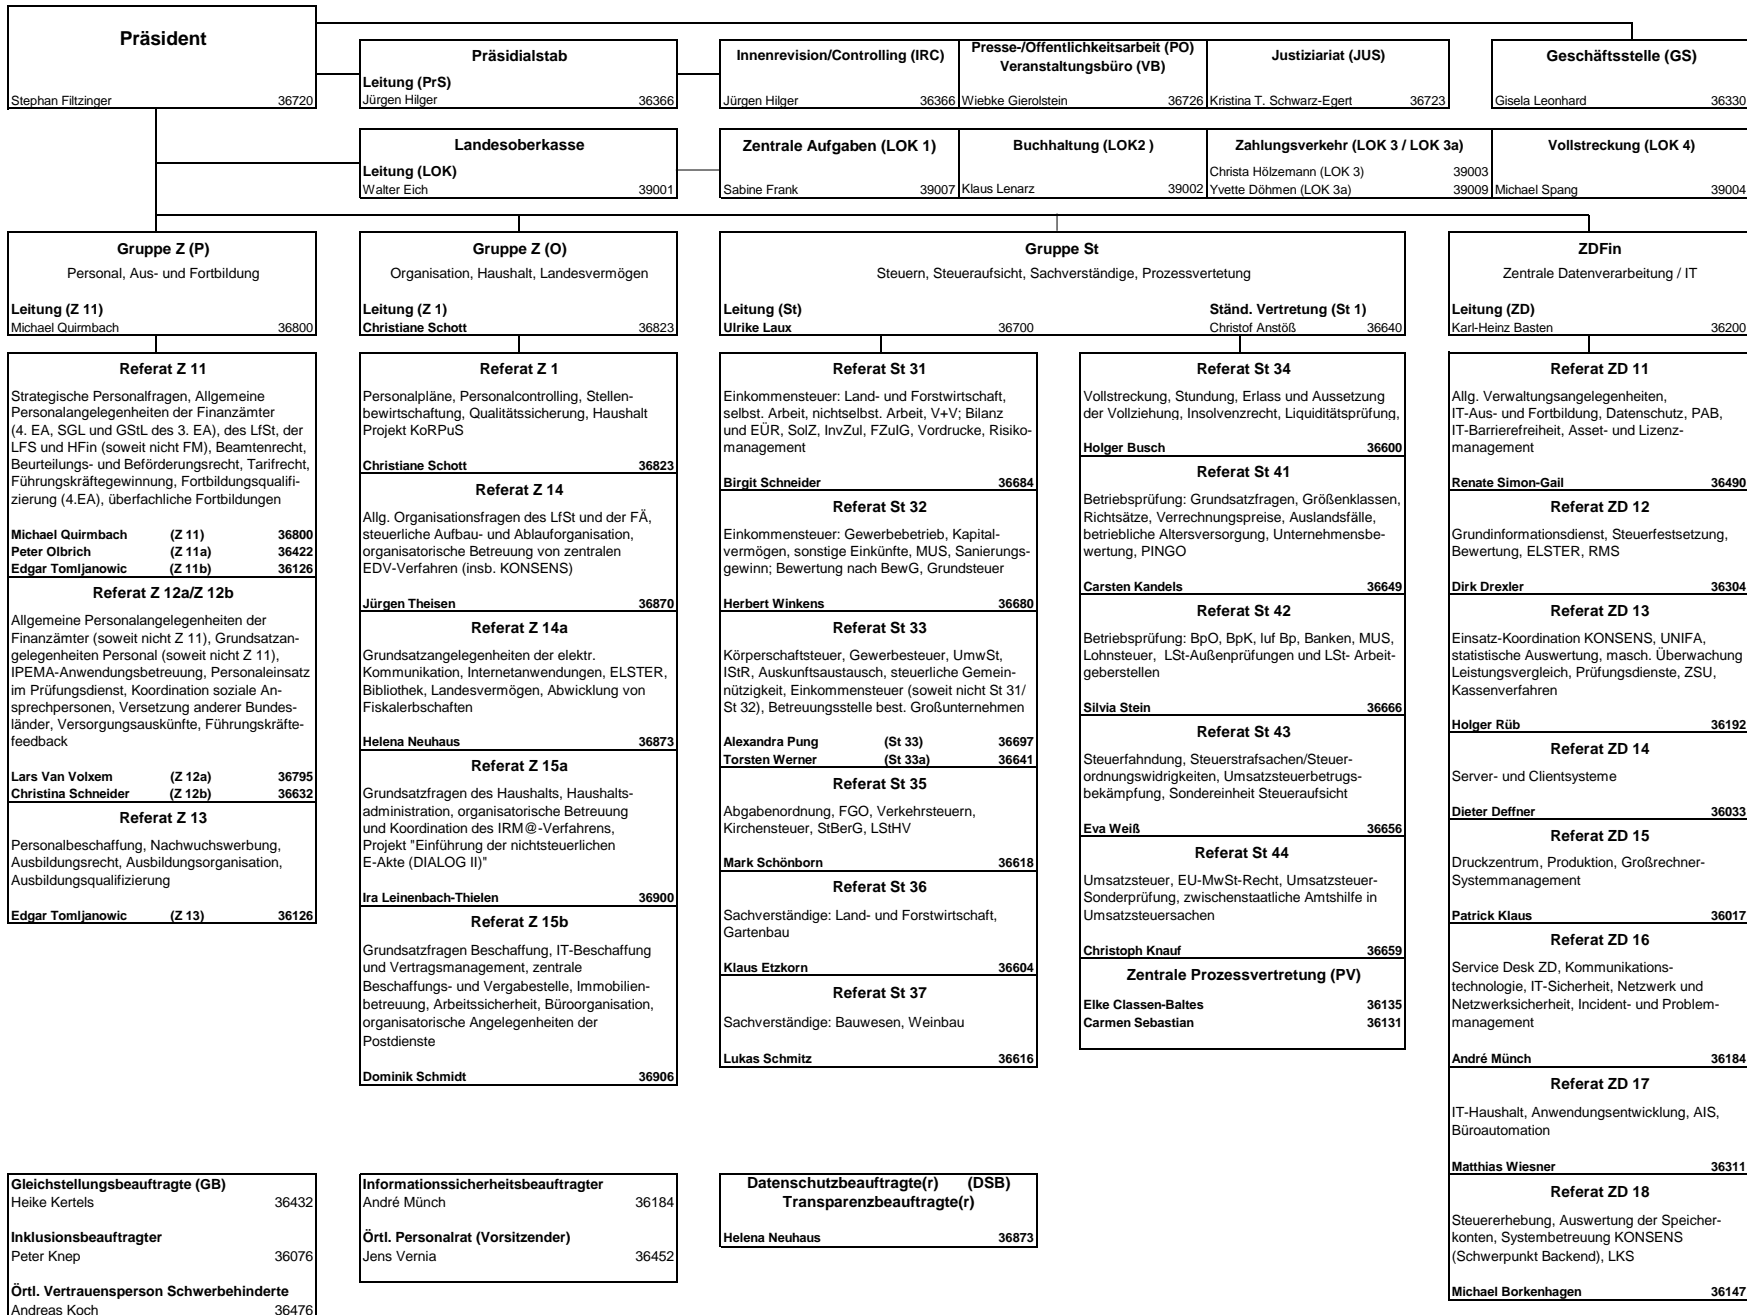 Präsident
Stephan Filtzinger 36720
Präsidialstab
Leitung (PrS)
Jürgen Hilger 36366
Innenrevision/Controlling (IRC)
Jürgen Hilger 36366
Presse-/Öffentlichkeitsarbeit (PO)
Veranstaltungsbüro (VB)
Wiebke Gierolstein 36726
Justiziariat (JUS)
Kristina T. Schwarz-Egert 36723
Geschäftsstelle (GS)
Gisela Leonhard 36330
Landesoberkasse
Leitung (LOK)
Walter Eich 39001
Zentrale Aufgaben (LOK 1)
Sabine Frank 39007
Buchhaltung (LOK2 )
Klaus Lenarz 39002
Zahlungsverkehr (LOK 3 / LOK 3a)
Christa Hölzemann (LOK 3) 39003
Yvette Döhmen (LOK 3a) 39009
Vollstreckung (LOK 4)
Michael Spang 39004
Gruppe Z (P)
Personal, Aus- und Fortbildung
Leitung (Z 11)
Michael Quirmbach 36800
Gruppe Z (O)
Organisation, Haushalt, Landesvermögen
Leitung (Z 1)
Christiane Schott 36823
Gruppe St
Steuern, Steueraufsicht, Sachverständige, Prozessvertetung
Leitung (St)
Ulrike Laux 36700
Ständ. Vertretung (St 1)
Christof Anstöß 36640
ZDFin
Zentrale Datenverarbeitung / IT
Leitung (ZD)
Karl-Heinz Basten 36200
Referat Z 11
Strategische Personalfragen, Allgemeine
Personalangelegenheiten der Finanzämter
(4. EA, SGL und GStL des 3. EA), des LfSt, der
LFS und HFin (soweit nicht FM), Beamtenrecht,
Beurteilungs- und Beförderungsrecht, Tarifrecht,
Führungskräftegewinnung, Fortbildungsqualifi-
zierung (4.EA), überfachliche Fortbildungen
Michael Quirmbach (Z 11) 36800
Peter Olbrich (Z 11a) 36422
Edgar Tomljanowic (Z 11b) 36126
Referat Z 12a/Z 12b
Allgemeine Personalangelegenheiten der
Finanzämter (soweit nicht Z 11), Grundsatzan-
gelegenheiten Personal (soweit nicht Z 11),
IPEMA-Anwendungsbetreuung, Personaleinsatz
im Prüfungsdienst, Koordination soziale An-
sprechpersonen, Versetzung anderer Bundes-
länder, Versorgungsauskünfte, Führungskräfte-
feedback
Lars Van Volxem (Z 12a) 36795
Christina Schneider (Z 12b) 36632
Referat Z 13
Personalbeschaffung, Nachwuchswerbung,
Ausbildungsrecht, Ausbildungsorganisation,
Ausbildungsqualifizierung
Edgar Tomljanowic (Z 13) 36126
Referat Z 1
Personalpläne, Personalcontrolling, Stellen-
bewirtschaftung, Qualitätssicherung, Haushalt
Projekt KoRPuS
Christiane Schott 36823
Referat Z 14
Allg. Organisationsfragen des LfSt und der FÄ,
steuerliche Aufbau- und Ablauforganisation,
organisatorische Betreuung von zentralen
EDV-Verfahren (insb. KONSENS)
Jürgen Theisen 36870
Referat Z 14a
Grundsatzangelegenheiten der elektr.
Kommunikation, Internetanwendungen, ELSTER,
Bibliothek, Landesvermögen, Abwicklung von
Fiskalerbschaften
Helena Neuhaus 36873
Referat Z 15a
Grundsatzfragen des Haushalts, Haushalts-
administration, organisatorische Betreuung
und Koordination des IRM@-Verfahrens,
Projekt "Einführung der nichtsteuerlichen
E-Akte (DIALOG II)"
Ira Leinenbach-Thielen 36900
Referat Z 15b
Grundsatzfragen Beschaffung, IT-Beschaffung
und Vertragsmanagement, zentrale
Beschaffungs- und Vergabestelle, Immobilien-
betreuung, Arbeitssicherheit, Büroorganisation,
organisatorische Angelegenheiten der
Postdienste
Dominik Schmidt 36906
Referat St 31
Einkommensteuer: Land- und Forstwirtschaft,
selbst. Arbeit, nichtselbst. Arbeit, V+V; Bilanz
und EÜR, SolZ, InvZul, FZulG, Vordrucke, Risiko-
management
Birgit Schneider 36684
Referat St 32
Einkommensteuer: Gewerbebetrieb, Kapital-
vermögen, sonstige Einkünfte, MUS, Sanierungs-
gewinn; Bewertung nach BewG, Grundsteuer
Herbert Winkens 36680
Referat St 33
Körperschaftsteuer, Gewerbesteuer, UmwSt,
IStR, Auskunftsaustausch, steuerliche Gemein-
nützigkeit, Einkommensteuer (soweit nicht St 31/
St 32), Betreuungsstelle best. Großunternehmen
Alexandra Pung (St 33) 36697
Torsten Werner (St 33a) 36641
Referat St 35
Abgabenordnung, FGO, Verkehrsteuern,
Kirchensteuer, StBerG, LStHV
Mark Schönborn 36618
Referat St 36
Sachverständige: Land- und Forstwirtschaft,
Gartenbau
Klaus Etzkorn 36604
Referat St 37
Sachverständige: Bauwesen, Weinbau
Lukas Schmitz 36616
Referat St 34
Vollstreckung, Stundung, Erlass und Aussetzung
der Vollziehung, Insolvenzrecht, Liquiditätsprüfung,
Holger Busch 36600
Referat St 41
Betriebsprüfung: Grundsatzfragen, Größenklassen,
Richtsätze, Verrechnungspreise, Auslandsfälle,
betriebliche Altersversorgung, Unternehmensbe-
wertung, PINGO
Carsten Kandels 36649
Referat St 42
Betriebsprüfung: BpO, BpK, luf Bp, Banken, MUS,
Lohnsteuer, LSt-Außenprüfungen und LSt- Arbeit-
geberstellen
Silvia Stein 36666
Referat St 43
Steuerfahndung, Steuerstrafsachen/Steuer-
ordnungswidrigkeiten, Umsatzsteuerbetrugs-
bekämpfung, Sondereinheit Steueraufsicht
Eva Weiß 36656
Referat St 44
Umsatzsteuer, EU-MwSt-Recht, Umsatzsteuer-
Sonderprüfung, zwischenstaatliche Amtshilfe in
Umsatzsteuersachen
Christoph Knauf 36659
Zentrale Prozessvertretung (PV)
Elke Classen-Baltes 36135
Carmen Sebastian 36131
Referat ZD 11
Allg. Verwaltungsangelegenheiten,
IT-Aus- und Fortbildung, Datenschutz, PAB,
IT-Barrierefreiheit, Asset- und Lizenz-
management
Renate Simon-Gail 36490
Referat ZD 12
Grundinformationsdienst, Steuerfestsetzung,
Bewertung, ELSTER, RMS
Dirk Drexler 36304
Referat ZD 13
Einsatz-Koordination KONSENS, UNIFA,
statistische Auswertung, masch. Überwachung
Leistungsvergleich, Prüfungsdienste, ZSU,
Kassenverfahren
Holger Rüb 36192
Referat ZD 14
Server- und Clientsysteme
Dieter Deffner 36033
Referat ZD 15
Druckzentrum, Produktion, Großrechner-
Systemmanagement
Patrick Klaus 36017
Referat ZD 16
Service Desk ZD, Kommunikations-
technologie, IT-Sicherheit, Netzwerk und
Netzwerksicherheit, Incident- und Problem-
management
André Münch 36184
Referat ZD 17
IT-Haushalt, Anwendungsentwicklung, AIS,
Büroautomation
Matthias Wiesner 36311
Referat ZD 18
Steuererhebung, Auswertung der Speicher-
konten, Systembetreuung KONSENS
(Schwerpunkt Backend), LKS
Michael Borkenhagen 36147
Gleichstellungsbeauftragte (GB)
Heike Kertels 36432
Inklusionsbeauftragter
Peter Knep 36076
Örtl. Vertrauensperson Schwerbehinderte
Andreas Koch 36476
Informationssicherheitsbeauftragter
André Münch 36184
Örtl. Personalrat (Vorsitzender)
Jens Vernia 36452
Datenschutzbeauftragte(r) (DSB)
Transparenzbeauftragte(r)
Helena Neuhaus 36873